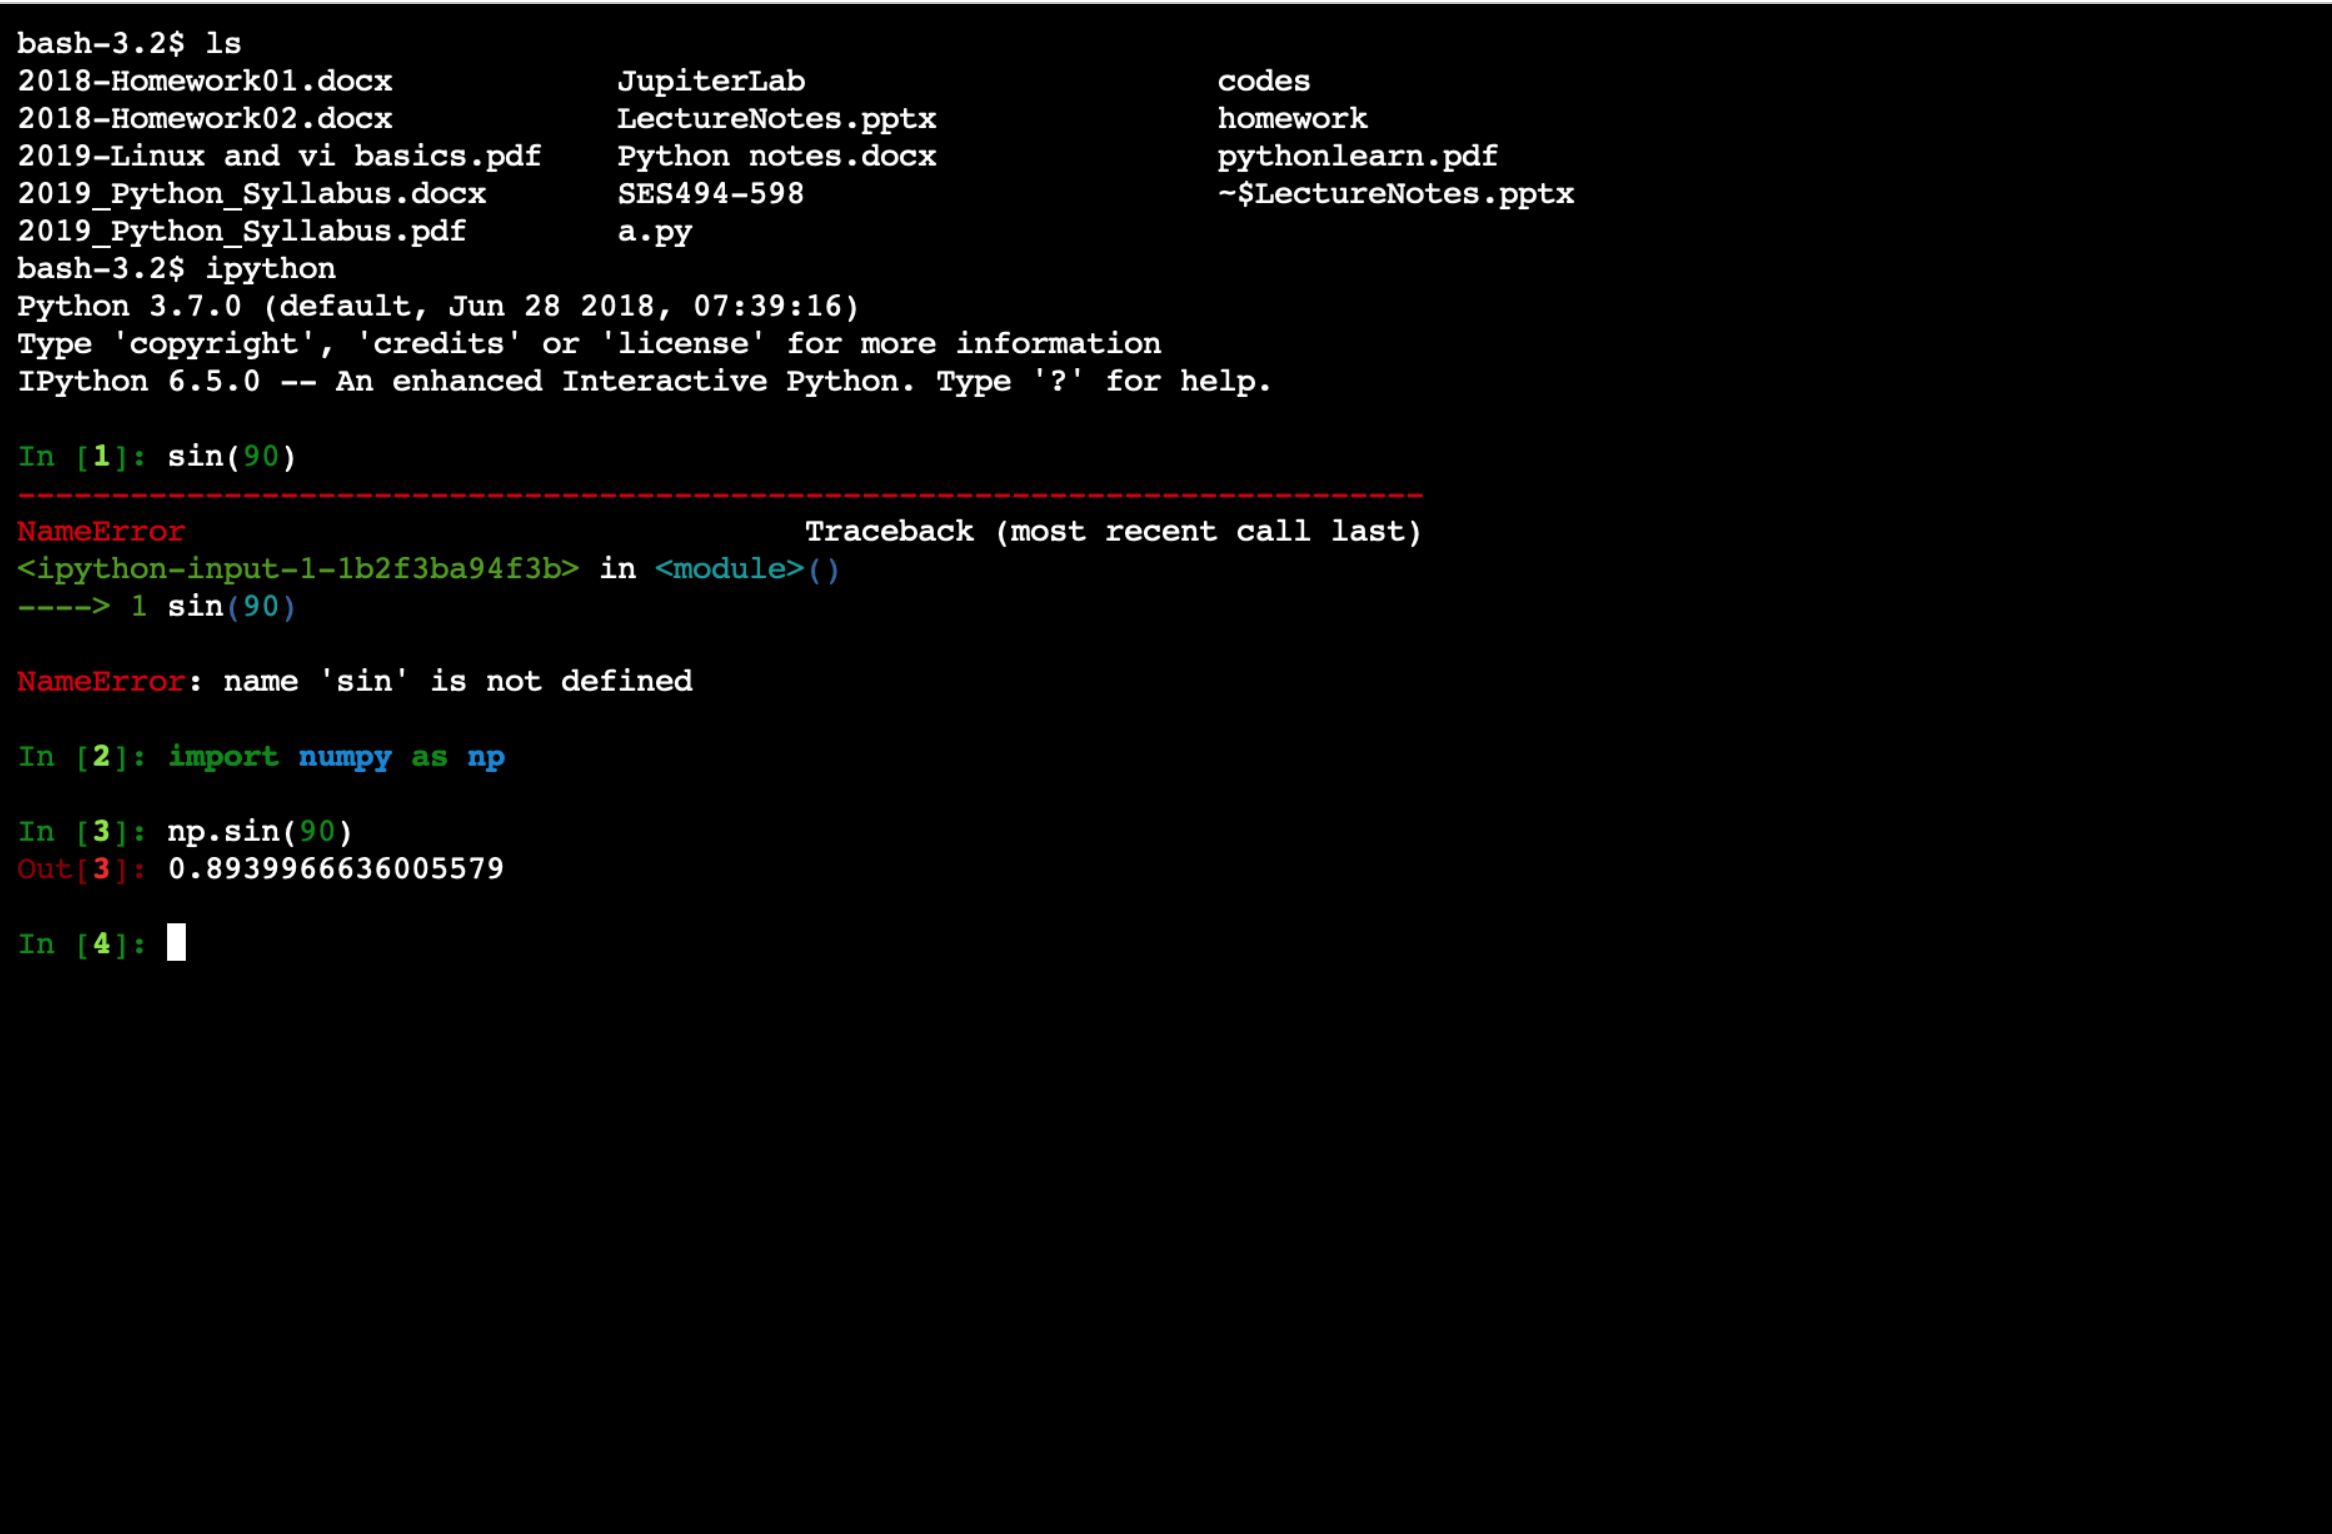 bash-3.2$ ls
2018-Homework01.docx JupiterLab codes
2018-Homework02.docx LectureNotes.pptx homework
2019-Linux and vi basics.pdf Python notes.docx pythonlearn.pdf
2019_Python_Syllabus.docx SES494-598 ~$LectureNotes.pptx
2019_Python_Syllabus.pdf a.py
bash-3.2$ ipython
Python 3.7.0 (default, Jun 28 2018, 07:39:16)
Type 'copyright', 'credits' or 'license' for more information
IPython 6.5.0 -- An enhanced Interactive Python. Type '?' for help.
In [1]: sin(90)
---------------------------------------------------------------------------
NameError Traceback (most recent call last)
<ipython-input-1-1b2f3ba94f3b> in <module>()
----> 1 sin(90)
NameError: name 'sin' is not defined
In [2]: import numpy as np
In [3]: np.sin(90)
Out[3]: 0.8939966636005579
In [4]: